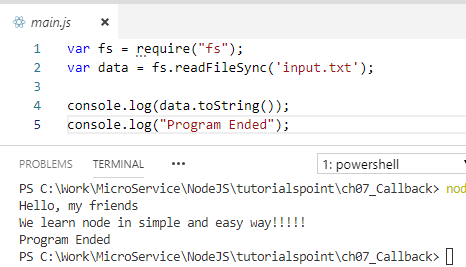 main.js ×
1 var fs = require("fs");
2 var data = fs.readFileSync('input.txt');
3
4 console.log(data.toString());
5 console.log("Program Ended");
PROBLEMS TERMINAL ••• 1: powershell
PS C:\Work\MicroService\NodeJS\tutorialspoint\ch07_Callback> nod
Hello, my friends
We learn node in simple and easy way!!!!!
Program Ended
PS C:\Work\MicroService\NodeJS\tutorialspoint\ch07_Callback>